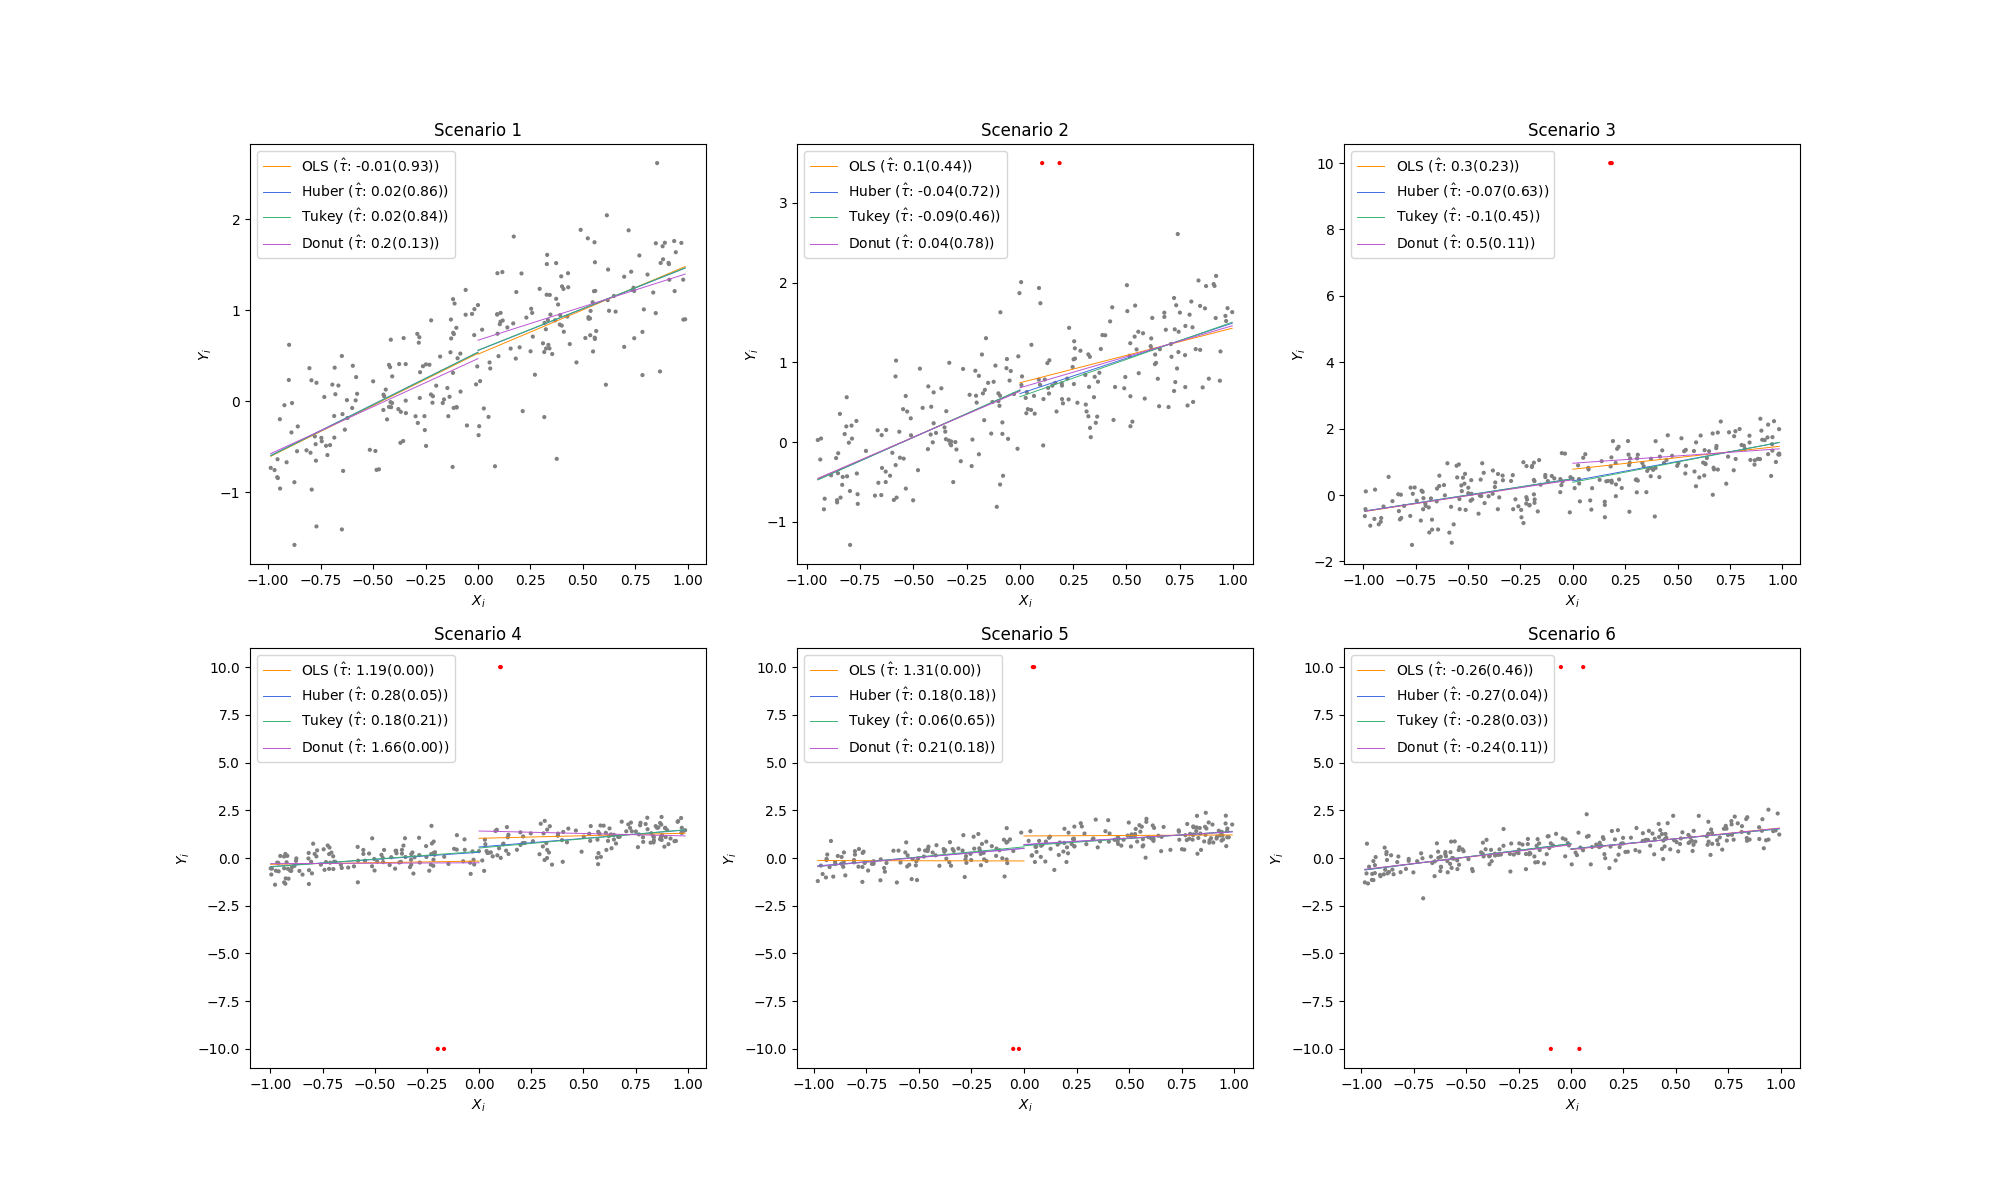 Scenario 1
OLS (τ̂: -0.01(0.93))
Huber (τ̂: 0.02(0.86))
Tukey (τ̂: 0.02(0.84))
Donut (τ̂: 0.2(0.13))
2
1
0
−1
Y_i
−1.00 −0.75 −0.50 −0.25 0.00 0.25 0.50 0.75 1.00
X_i
Scenario 2
OLS (τ̂: 0.1(0.44))
Huber (τ̂: -0.04(0.72))
Tukey (τ̂: -0.09(0.46))
Donut (τ̂: 0.04(0.78))
3
2
1
0
−1
Y_i
−1.00 −0.75 −0.50 −0.25 0.00 0.25 0.50 0.75 1.00
X_i
Scenario 3
OLS (τ̂: 0.3(0.23))
Huber (τ̂: -0.07(0.63))
Tukey (τ̂: -0.1(0.45))
Donut (τ̂: 0.5(0.11))
10
8
6
4
2
0
−2
Y_i
−1.00 −0.75 −0.50 −0.25 0.00 0.25 0.50 0.75 1.00
X_i
Scenario 4
OLS (τ̂: 1.19(0.00))
Huber (τ̂: 0.28(0.05))
Tukey (τ̂: 0.18(0.21))
Donut (τ̂: 1.66(0.00))
10.0
7.5
5.0
2.5
0.0
−2.5
−5.0
−7.5
−10.0
Y_i
−1.00 −0.75 −0.50 −0.25 0.00 0.25 0.50 0.75 1.00
X_i
Scenario 5
OLS (τ̂: 1.31(0.00))
Huber (τ̂: 0.18(0.18))
Tukey (τ̂: 0.06(0.65))
Donut (τ̂: 0.21(0.18))
10.0
7.5
5.0
2.5
0.0
−2.5
−5.0
−7.5
−10.0
Y_i
−1.00 −0.75 −0.50 −0.25 0.00 0.25 0.50 0.75 1.00
X_i
Scenario 6
OLS (τ̂: -0.26(0.46))
Huber (τ̂: -0.27(0.04))
Tukey (τ̂: -0.28(0.03))
Donut (τ̂: -0.24(0.11))
10.0
7.5
5.0
2.5
0.0
−2.5
−5.0
−7.5
−10.0
Y_i
−1.00 −0.75 −0.50 −0.25 0.00 0.25 0.50 0.75 1.00
X_i